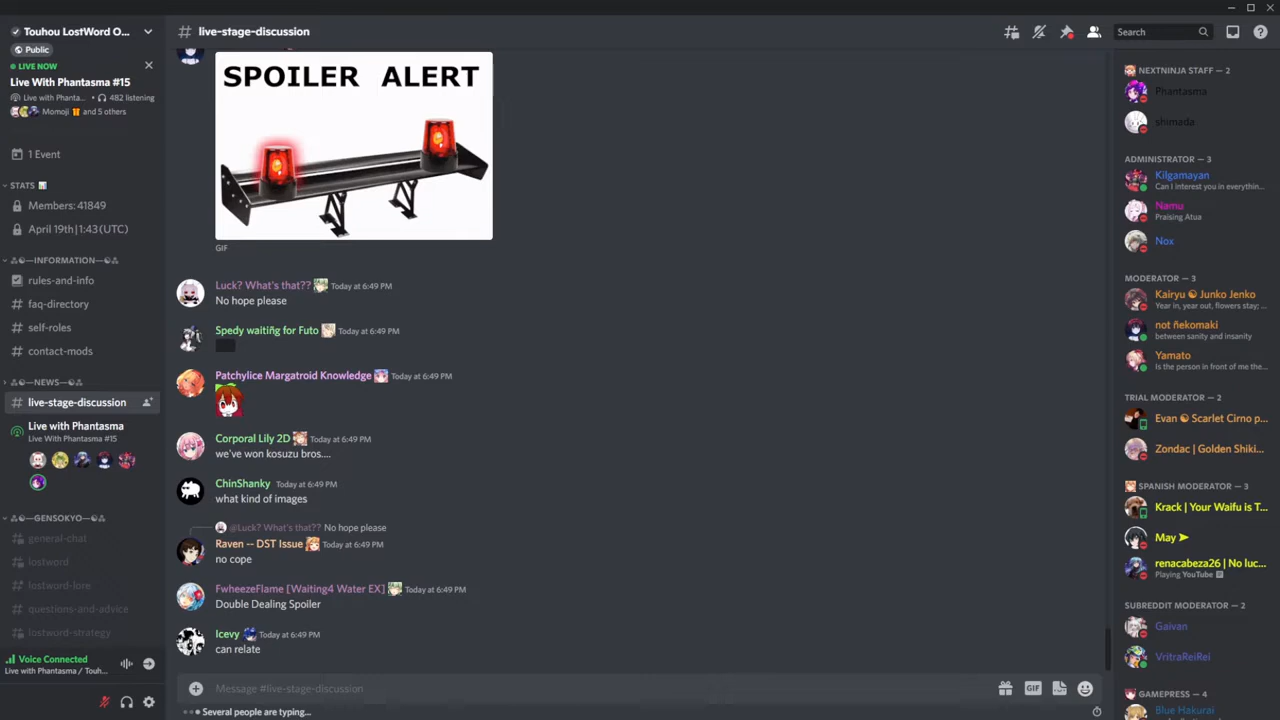 Touhou LostWord O...
Public
LIVE NOW
Live With Phantasma #15
Live with Phanta... • 482 listening
Momoji and 5 others
1 Event
STATS
Members: 41849
April 19th|1:43(UTC)
—INFORMATION—
rules-and-info
faq-directory
self-roles
contact-mods
—NEWS—
live-stage-discussion
Live with Phantasma
Live With Phantasma #15
—GENSOKYO—
general-chat
lostword
lostword-lore
questions-and-advice
lostword-strategy
Voice Connected
Live with Phantasma / Touh...
# live-stage-discussion
Search
SPOILER ALERT
GIF
Luck? What's that?? Today at 6:49 PM
No hope please
Spedy waitiñg for Futo Today at 6:49 PM
Patchylice Margatroid Knowledge Today at 6:49 PM
Corporal Lily 2D Today at 6:49 PM
we've won kosuzu bros....
ChinShanky Today at 6:49 PM
what kind of images
@Luck? What's that?? No hope please
Raven -- DST Issue Today at 6:49 PM
no cope
FwheezeFlame [Waiting4 Water EX] Today at 6:49 PM
Double Dealing Spoiler
Icevy Today at 6:49 PM
can relate
Message #live-stage-discussion
GIF
Several people are typing...
NEXTNINJA STAFF — 2
Phantasma
shimada
ADMINISTRATOR — 3
Kilgamayan
Can I interest you in everythin...
Namu
Praising Atua
Nox
MODERATOR — 3
Kairyu ☯ Junko Jenko
Year in, year out, flowers stay; ...
not ñekomaki
between sanity and insanity
Yamato
Is the person in front of me the...
TRIAL MODERATOR — 2
Evan ☯ Scarlet Cirno p...
Zondac | Golden Shiki...
SPANISH MODERATOR — 3
Krack | Your Waifu is T...
May ➤
renacabeza26 | No luc...
Playing YouTube
SUBREDDIT MODERATOR — 2
Gaivan
VritraReiRei
GAMEPRESS — 4
Blue Hakurai